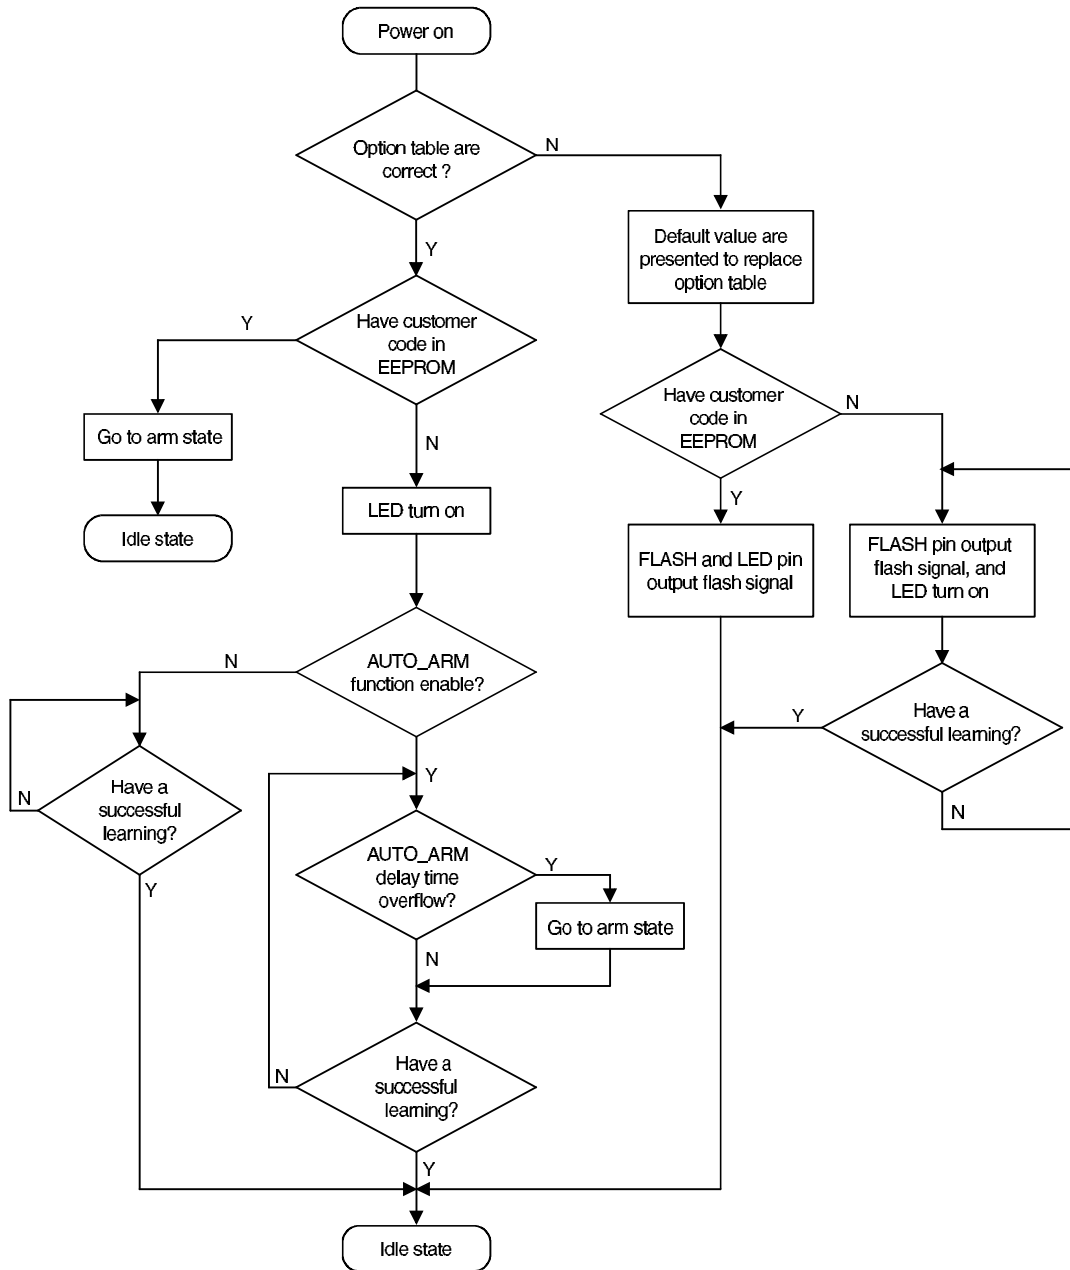 Power on
Option table are
correct ?
N
Y
Default value are
presented to replace
option table
Have customer
code in
EEPROM
Y
N
Go to arm state
Idle state
Have customer
code in
EEPROM
N
Y
LED turn on
FLASH and LED pin
output flash signal
FLASH pin output
flash signal, and
LED turn on
AUTO_ARM
function enable?
N
Y
Have a
successful learning?
Y
N
Have a
successful
learning?
N
Y
AUTO_ARM
delay time
overflow?
Y
N
Go to arm state
Have a
successful
learning?
N
Y
Idle state